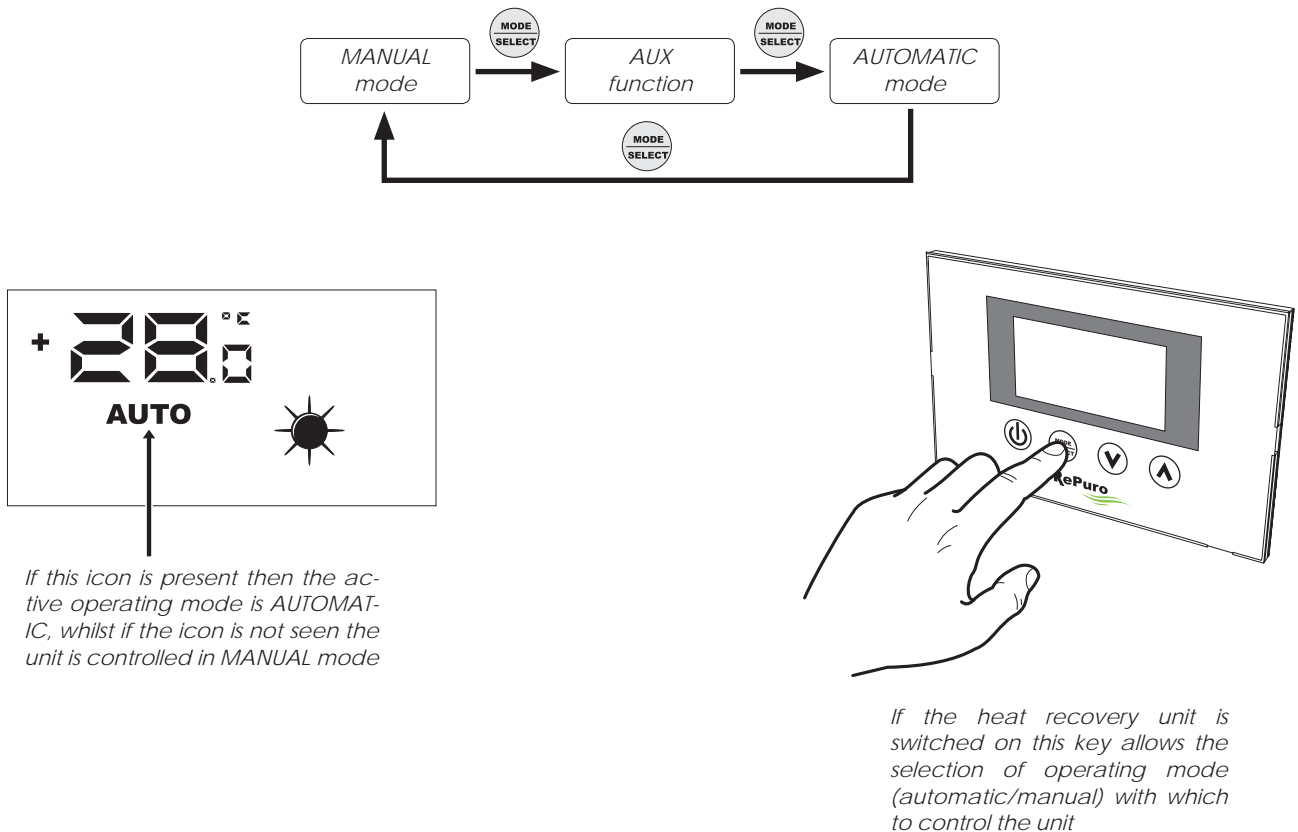 MODE
SELECT
MODE
SELECT
MANUAL
mode
AUX
function
AUTOMATIC
mode
MODE
SELECT
+ 28.0 °C
AUTO
If this icon is present then the ac-
tive operating mode is AUTOMAT-
IC, whilst if the icon is not seen the
unit is controlled in MANUAL mode
MODE
RePuro
If the heat recovery unit is
switched on this key allows the
selection of operating mode
(automatic/manual) with which
to control the unit